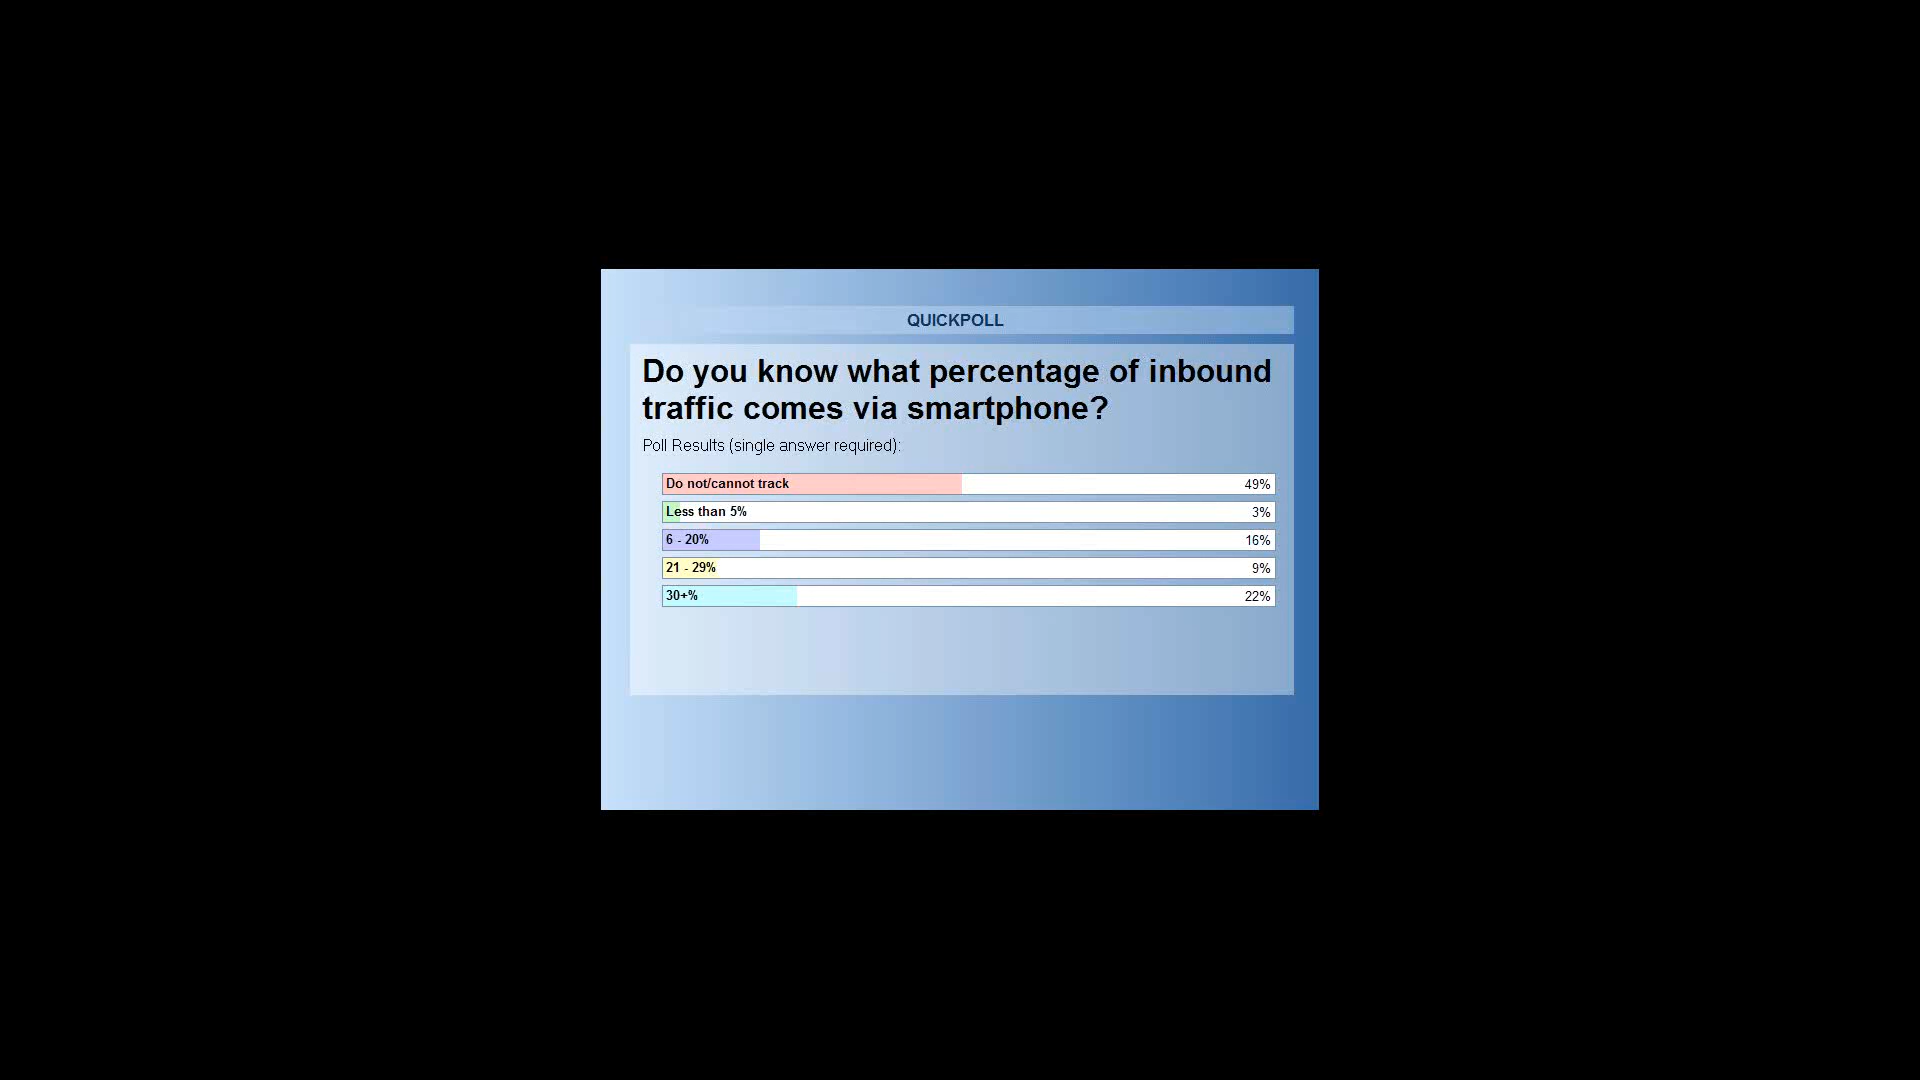 QUICKPOLL
Do you know what percentage of inbound
traffic comes via smartphone?
Poll Results (single answer required):
Do not/cannot track 49%
Less than 5% 3%
6 - 20% 16%
21 - 29% 9%
30+% 22%